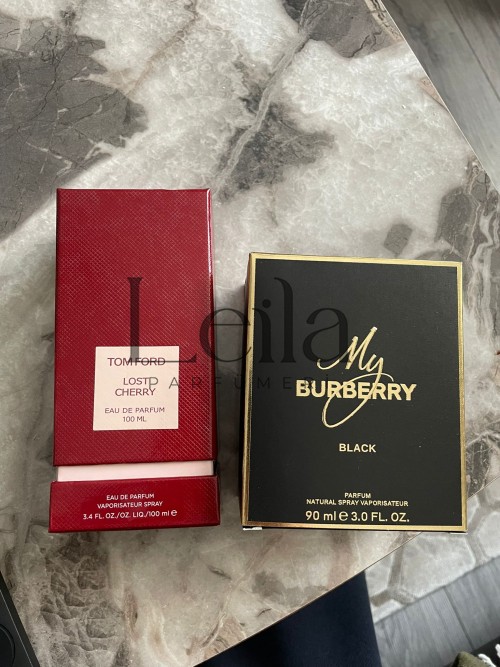 Leila
PARFUME
TOM FORD
LOST
CHERRY
EAU DE PARFUM
100 ML
EAU DE PARFUM
VAPORISATEUR SPRAY
3.4 FL. OZ./OZ. LIQ./100 ml e
My
BURBERRY
BLACK
PARFUM
NATURAL SPRAY VAPORISATEUR
90 ml e 3.0 FL. OZ.